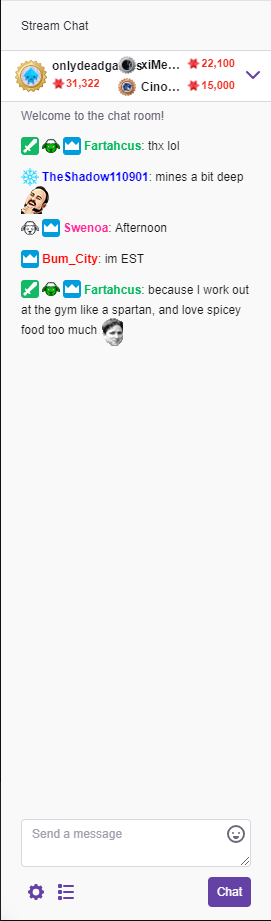 Stream Chat
onlydeadga s
31,322
xiMe...
22,100
Cino...
15,000
Welcome to the chat room!
Fartahcus: thx lol
TheShadow110901: mines a bit deep
Swenoa: Afternoon
Bum_City: im EST
Fartahcus: because I work out
at the gym like a spartan, and love spicey
food too much
Send a message
Chat